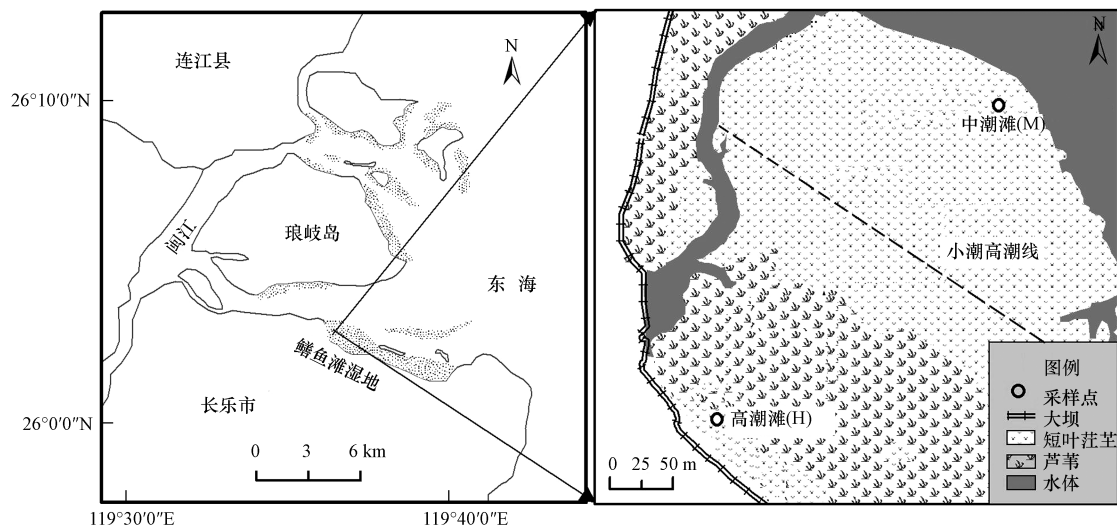 连江县
N
26°10′0″N
琅岐岛
闽江
东 海
鳝鱼滩湿地
长乐市
26°0′0″N
0 3 6 km
119°30′0″E
119°40′0″E
N
中潮滩(M)
小潮高潮线
高潮滩(H)
0 25 50 m
图例
采样点
大坝
短叶茳芏
芦苇
水体